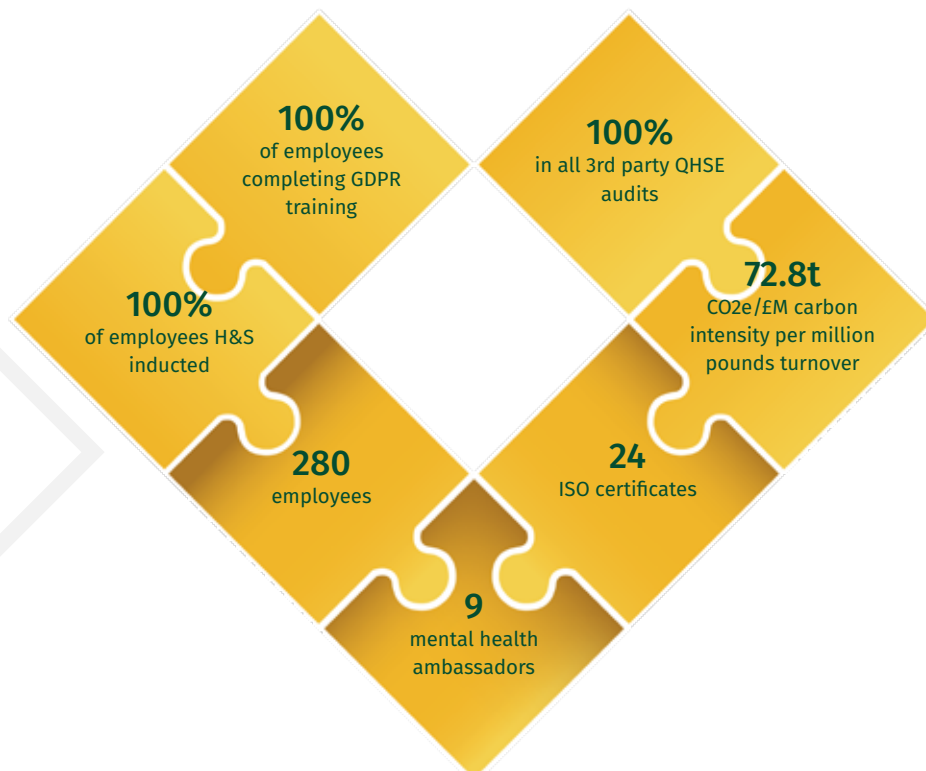 100%
of employees
completing GDPR
training
100%
in all 3rd party QHSE
audits
100%
of employees H&S
inducted
72.8t
CO2e/£M carbon
intensity per million
pounds turnover
280
employees
24
ISO certificates
9
mental health
ambassadors